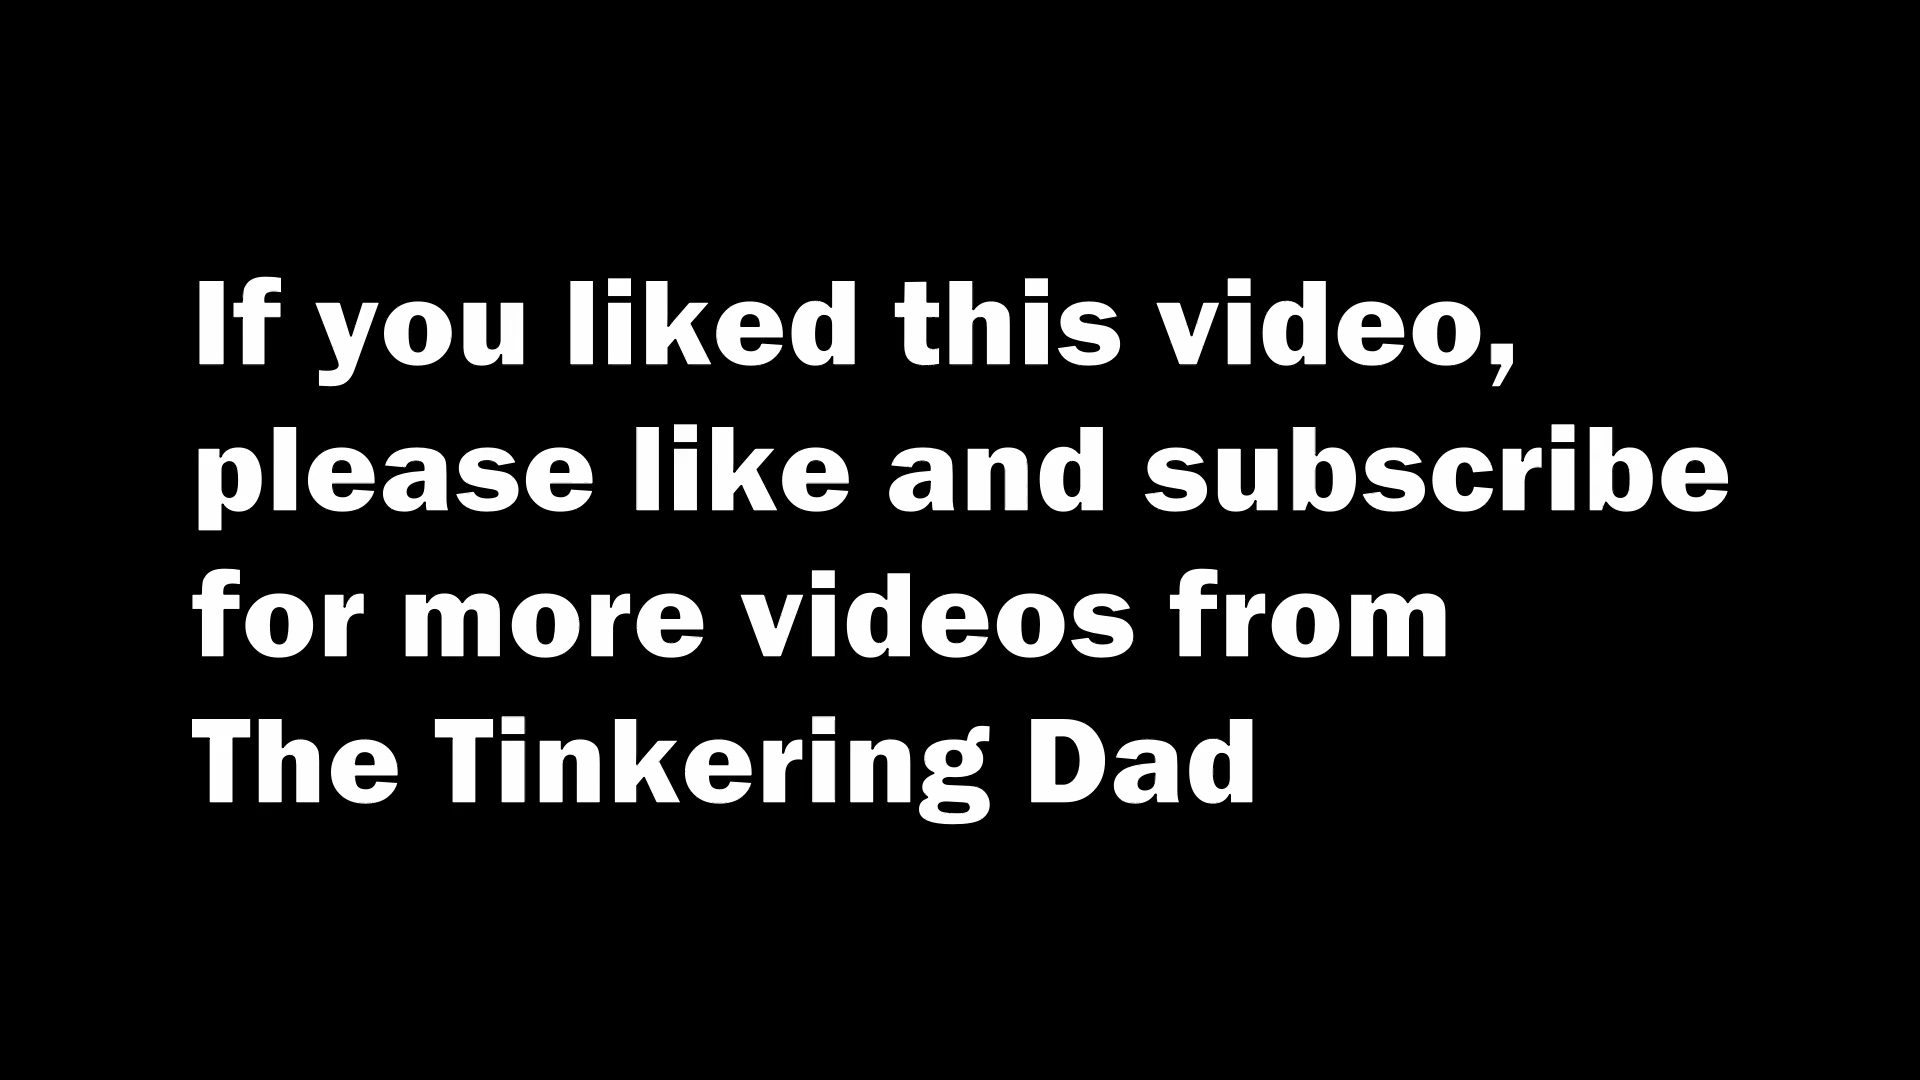 If you liked this video,
please like and subscribe
for more videos from
The Tinkering Dad